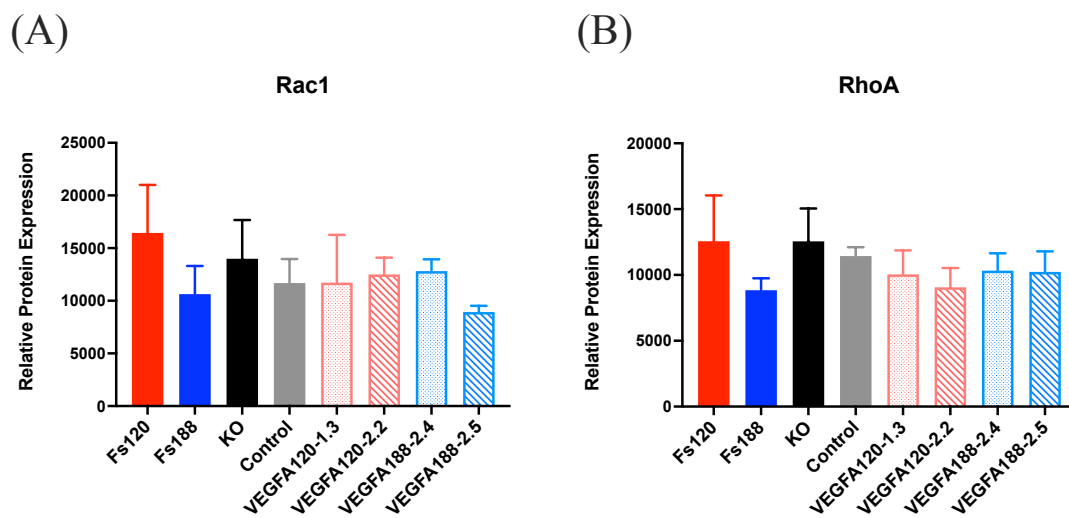 (A)
Rac1
Relative Protein Expression
25000
20000
15000
10000
5000
0
Fs120
Fs188
KO
Control
VEGFA120-1.3
VEGFA120-2.2
VEGFA188-2.4
VEGFA188-2.5
(B)
RhoA
Relative Protein Expression
20000
15000
10000
5000
0
Fs120
Fs188
KO
Control
VEGFA120-1.3
VEGFA120-2.2
VEGFA188-2.4
VEGFA188-2.5